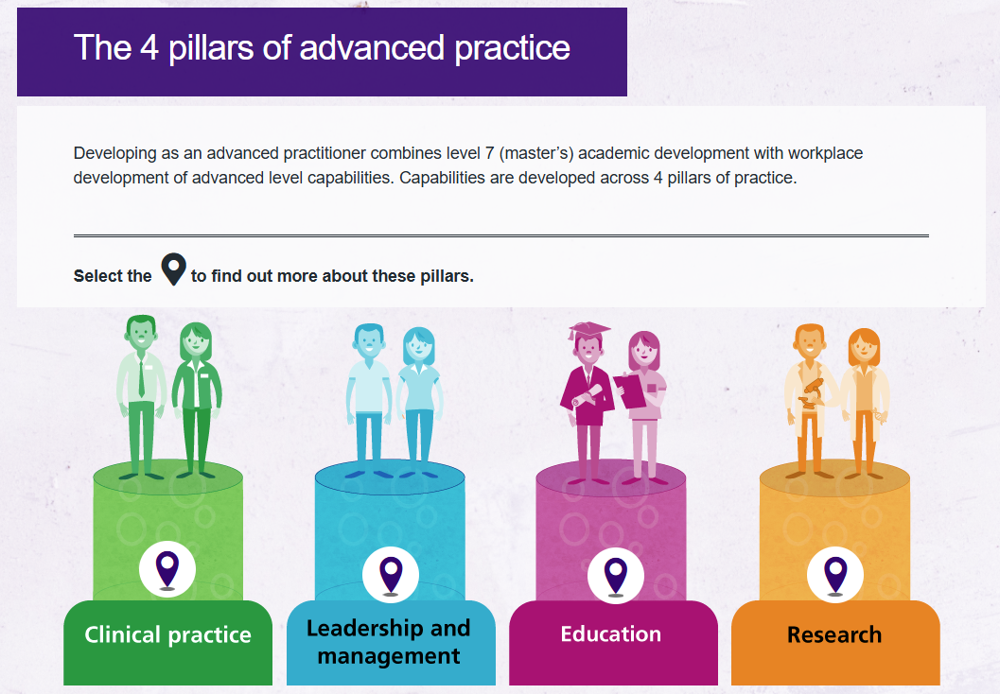 The 4 pillars of advanced practice
Developing as an advanced practitioner combines level 7 (master’s) academic development with workplace
development of advanced level capabilities. Capabilities are developed across 4 pillars of practice.
Select the to find out more about these pillars.
Clinical practice
Leadership and
management
Education
Research